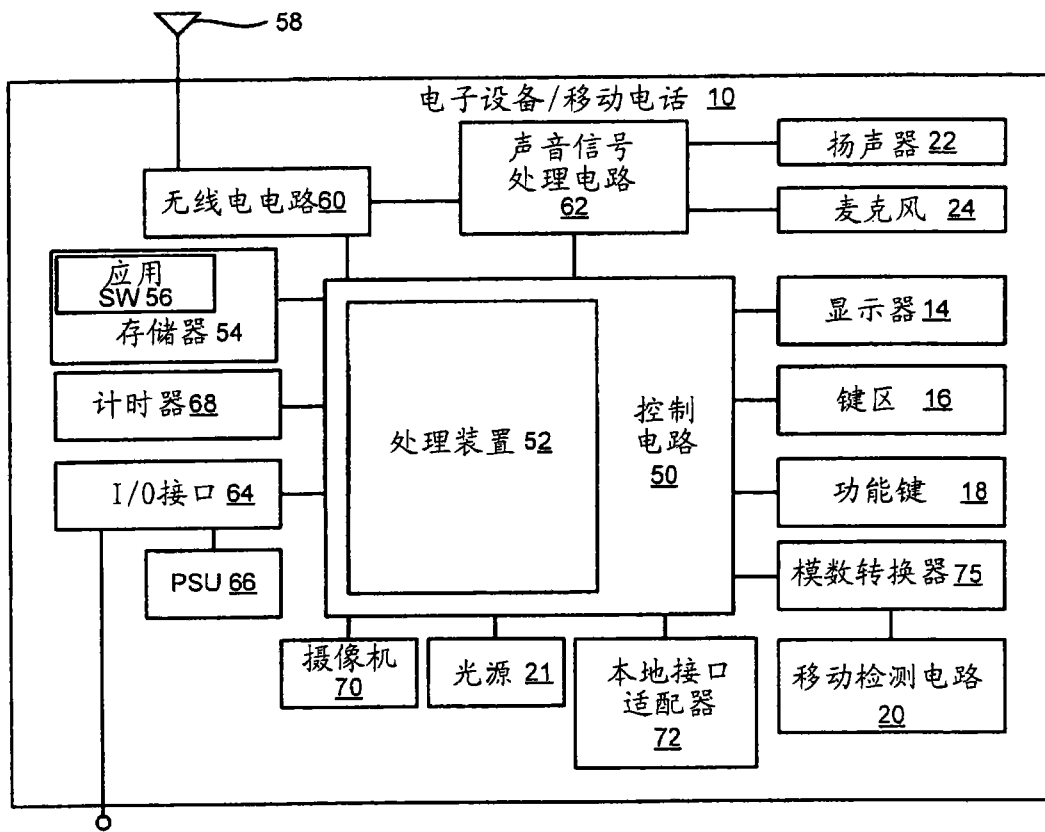 58
电子设备/移动电话 10
声音信号
处理电路
62
扬声器 22
麦克风 24
无线电电路60
应用
SW 56
存储器 54
计时器68
I/O接口 64
PSU 66
处理装置52
控制
电路
50
显示器 14
键区 16
功能键 18
模数转换器 75
移动检测电路
20
摄像机
70
光源 21
本地接口
适配器
72